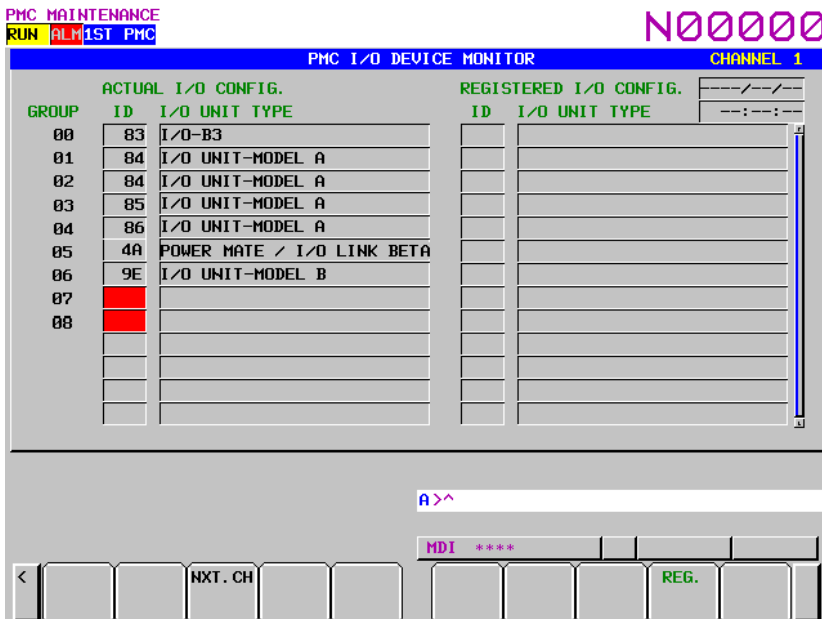 PMC MAINTENANCE
N00000
RUN ALM 1ST PMC
PMC I/O DEVICE MONITOR CHANNEL 1
ACTUAL I/O CONFIG. REGISTERED I/O CONFIG. ----/--/--
GROUP ID I/O UNIT TYPE ID I/O UNIT TYPE --:--:--
00 83 I/O-B3
01 84 I/O UNIT-MODEL A
02 84 I/O UNIT-MODEL A
03 85 I/O UNIT-MODEL A
04 86 I/O UNIT-MODEL A
05 4A POWER MATE / I/O LINK BETA
06 9E I/O UNIT-MODEL B
07
08
A>^
MDI ****
< NXT.CH REG.